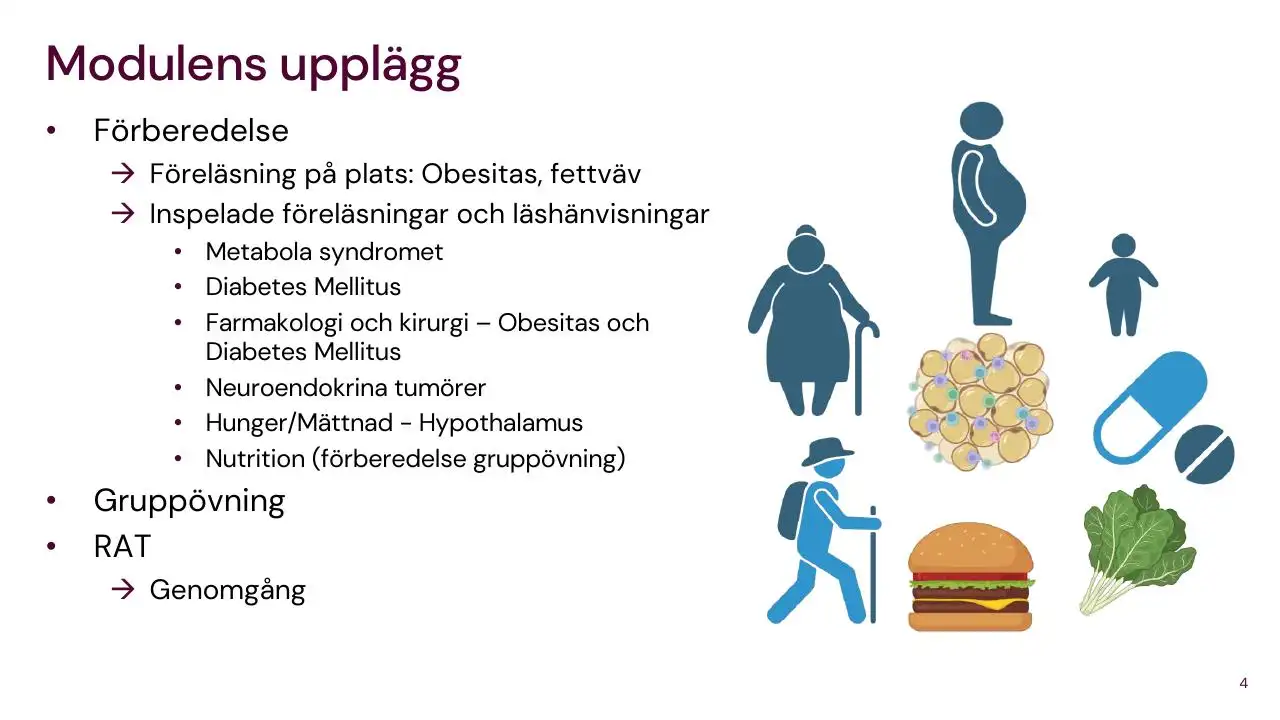 Modulens upplägg
• Förberedelse
→ Föreläsning på plats: Obesitas, fettväv
→ Inspelade föreläsningar och läshänvisningar
• Metabola syndromet
• Diabetes Mellitus
• Farmakologi och kirurgi – Obesitas och
Diabetes Mellitus
• Neuroendokrina tumörer
• Hunger/Mättnad - Hypothalamus
• Nutrition (förberedelse gruppövning)
• Gruppövning
• RAT
→ Genomgång
4